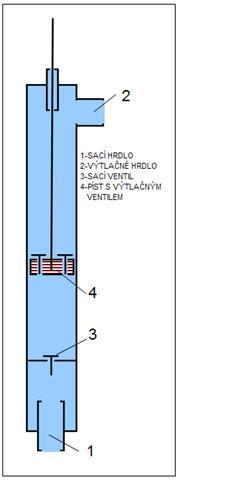 2
1-SACÍ HRDLO
2-VÝTLAČNÉ HRDLO
3-SACÍ VENTIL
4-PÍST S VÝTLAČNÝM
VENTILEM
4
3
1